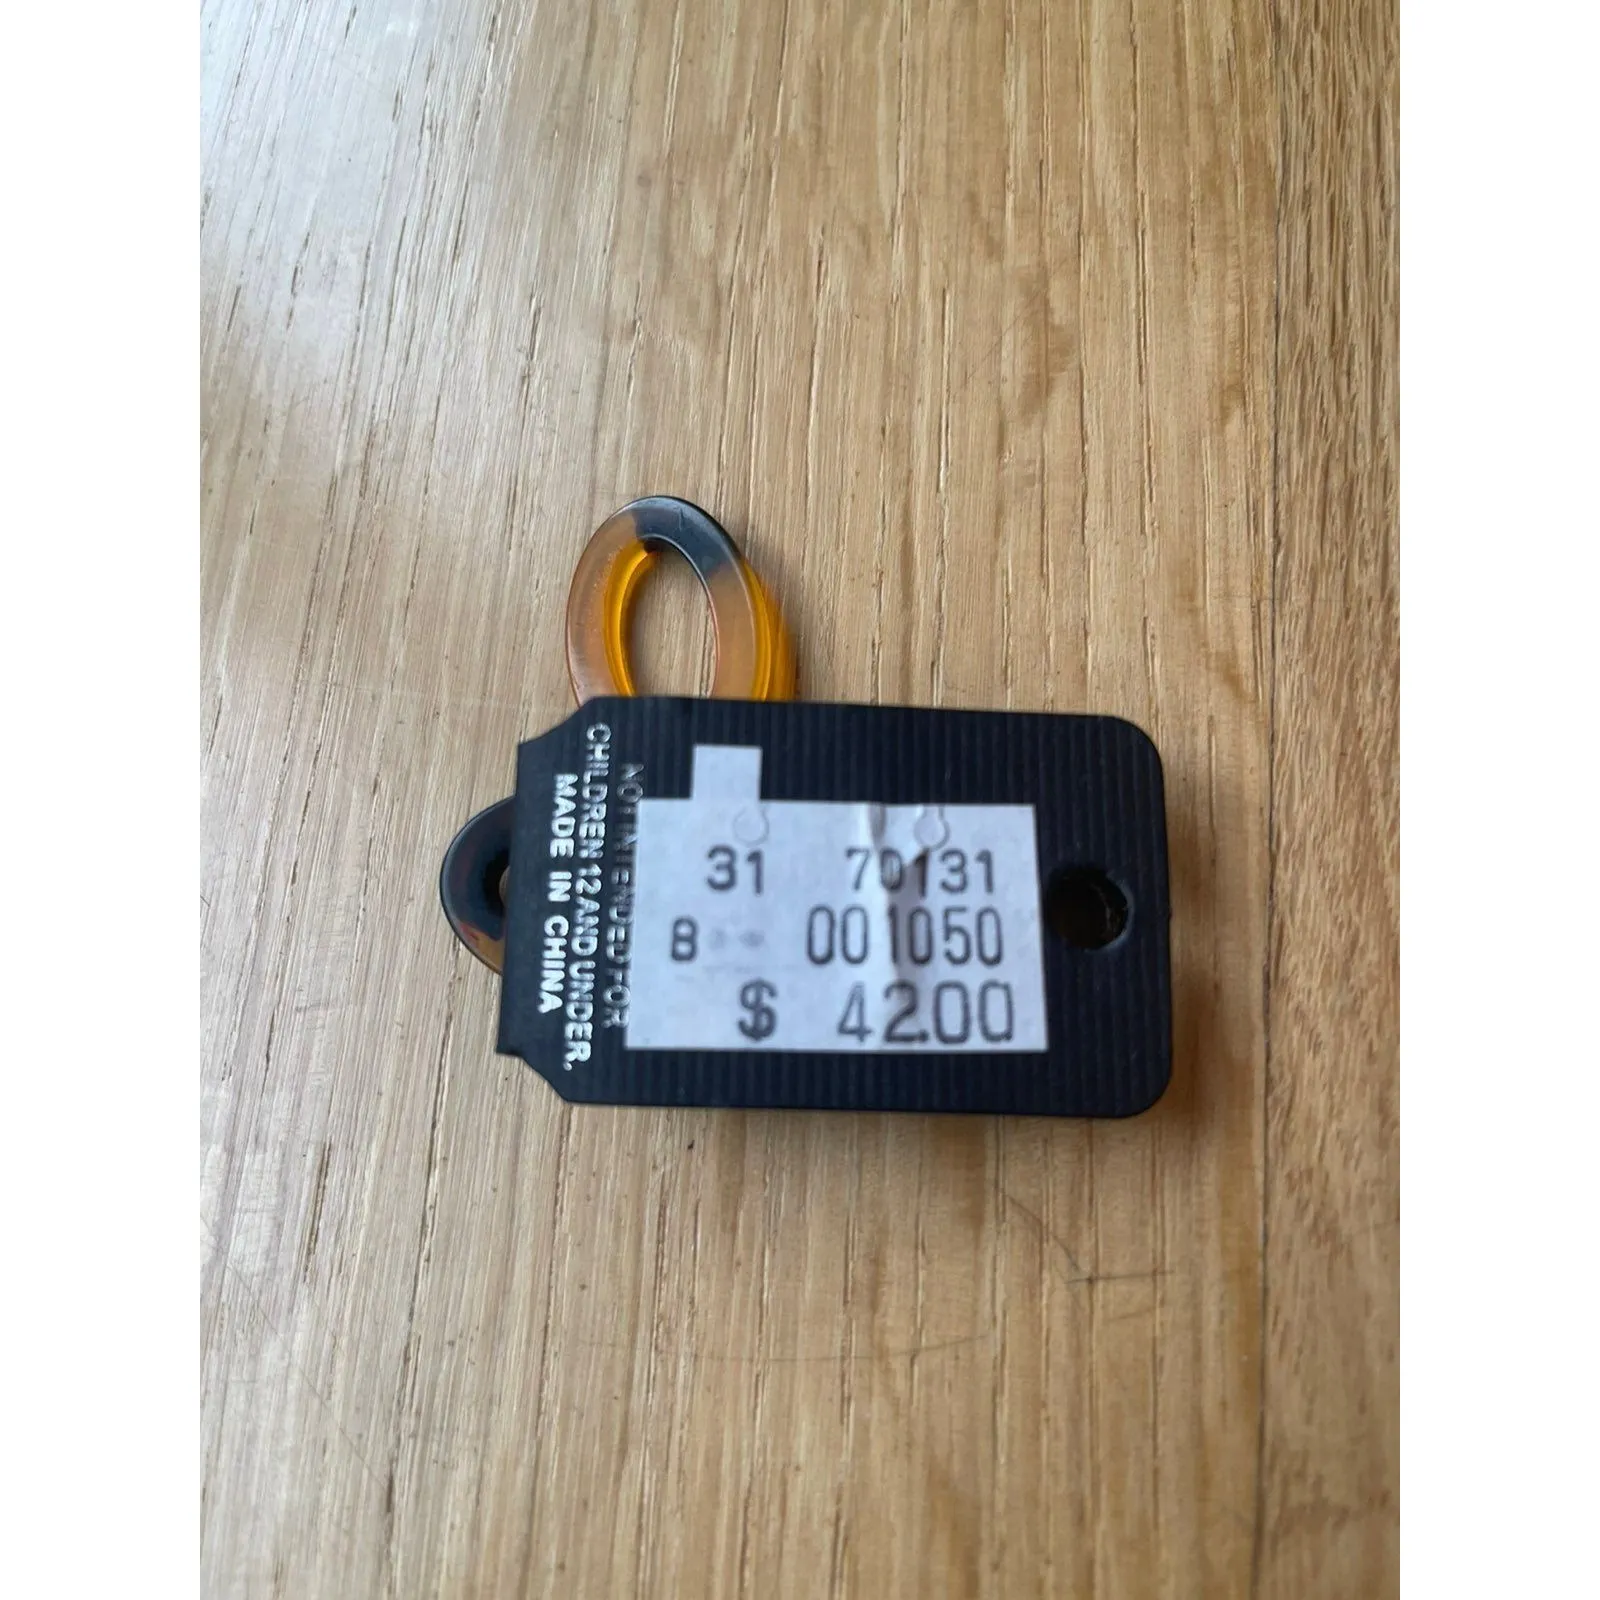 NOT INTENDED FOR
CHILDREN 12 AND UNDER.
MADE IN CHINA
31 70131
8 001050
$ 42.00